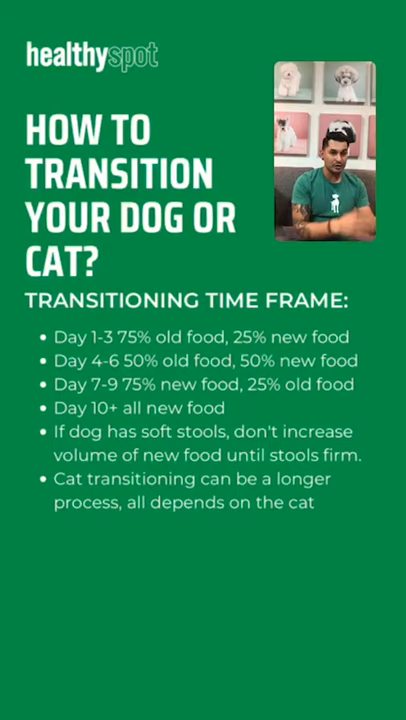 healthyspot
HOW TO
TRANSITION
YOUR DOG OR
CAT?
TRANSITIONING TIME FRAME:
• Day 1-3 75% old food, 25% new food
• Day 4-6 50% old food, 50% new food
• Day 7-9 75% new food, 25% old food
• Day 10+ all new food
• If dog has soft stools, don't increase
volume of new food until stools firm.
• Cat transitioning can be a longer
process, all depends on the cat